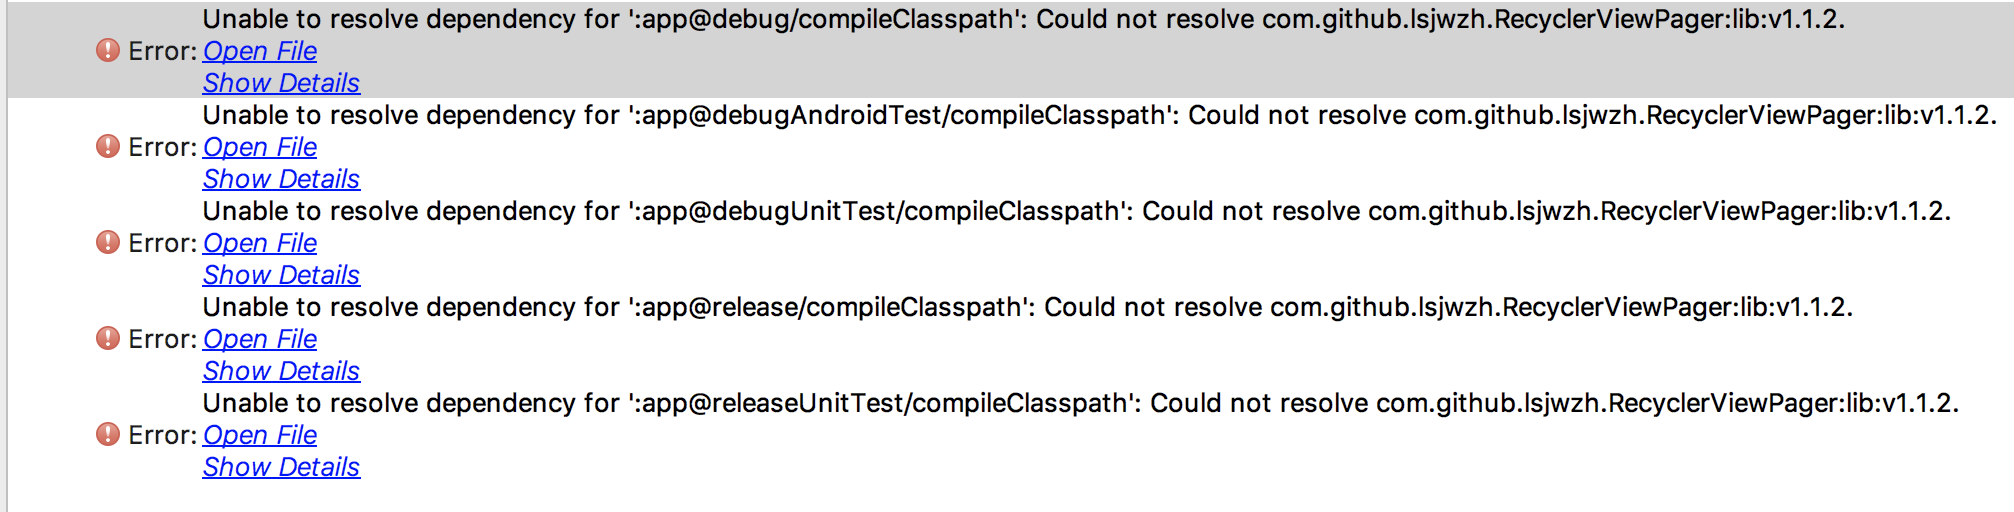 Unable to resolve dependency for ':app@debug/compileClasspath': Could not resolve com.github.lsjwzh.RecyclerViewPager:lib:v1.1.2.
Error: Open File
Show Details
Unable to resolve dependency for ':app@debugAndroidTest/compileClasspath': Could not resolve com.github.lsjwzh.RecyclerViewPager:lib:v1.1.2.
Error: Open File
Show Details
Unable to resolve dependency for ':app@debugUnitTest/compileClasspath': Could not resolve com.github.lsjwzh.RecyclerViewPager:lib:v1.1.2.
Error: Open File
Show Details
Unable to resolve dependency for ':app@release/compileClasspath': Could not resolve com.github.lsjwzh.RecyclerViewPager:lib:v1.1.2.
Error: Open File
Show Details
Unable to resolve dependency for ':app@releaseUnitTest/compileClasspath': Could not resolve com.github.lsjwzh.RecyclerViewPager:lib:v1.1.2.
Error: Open File
Show Details